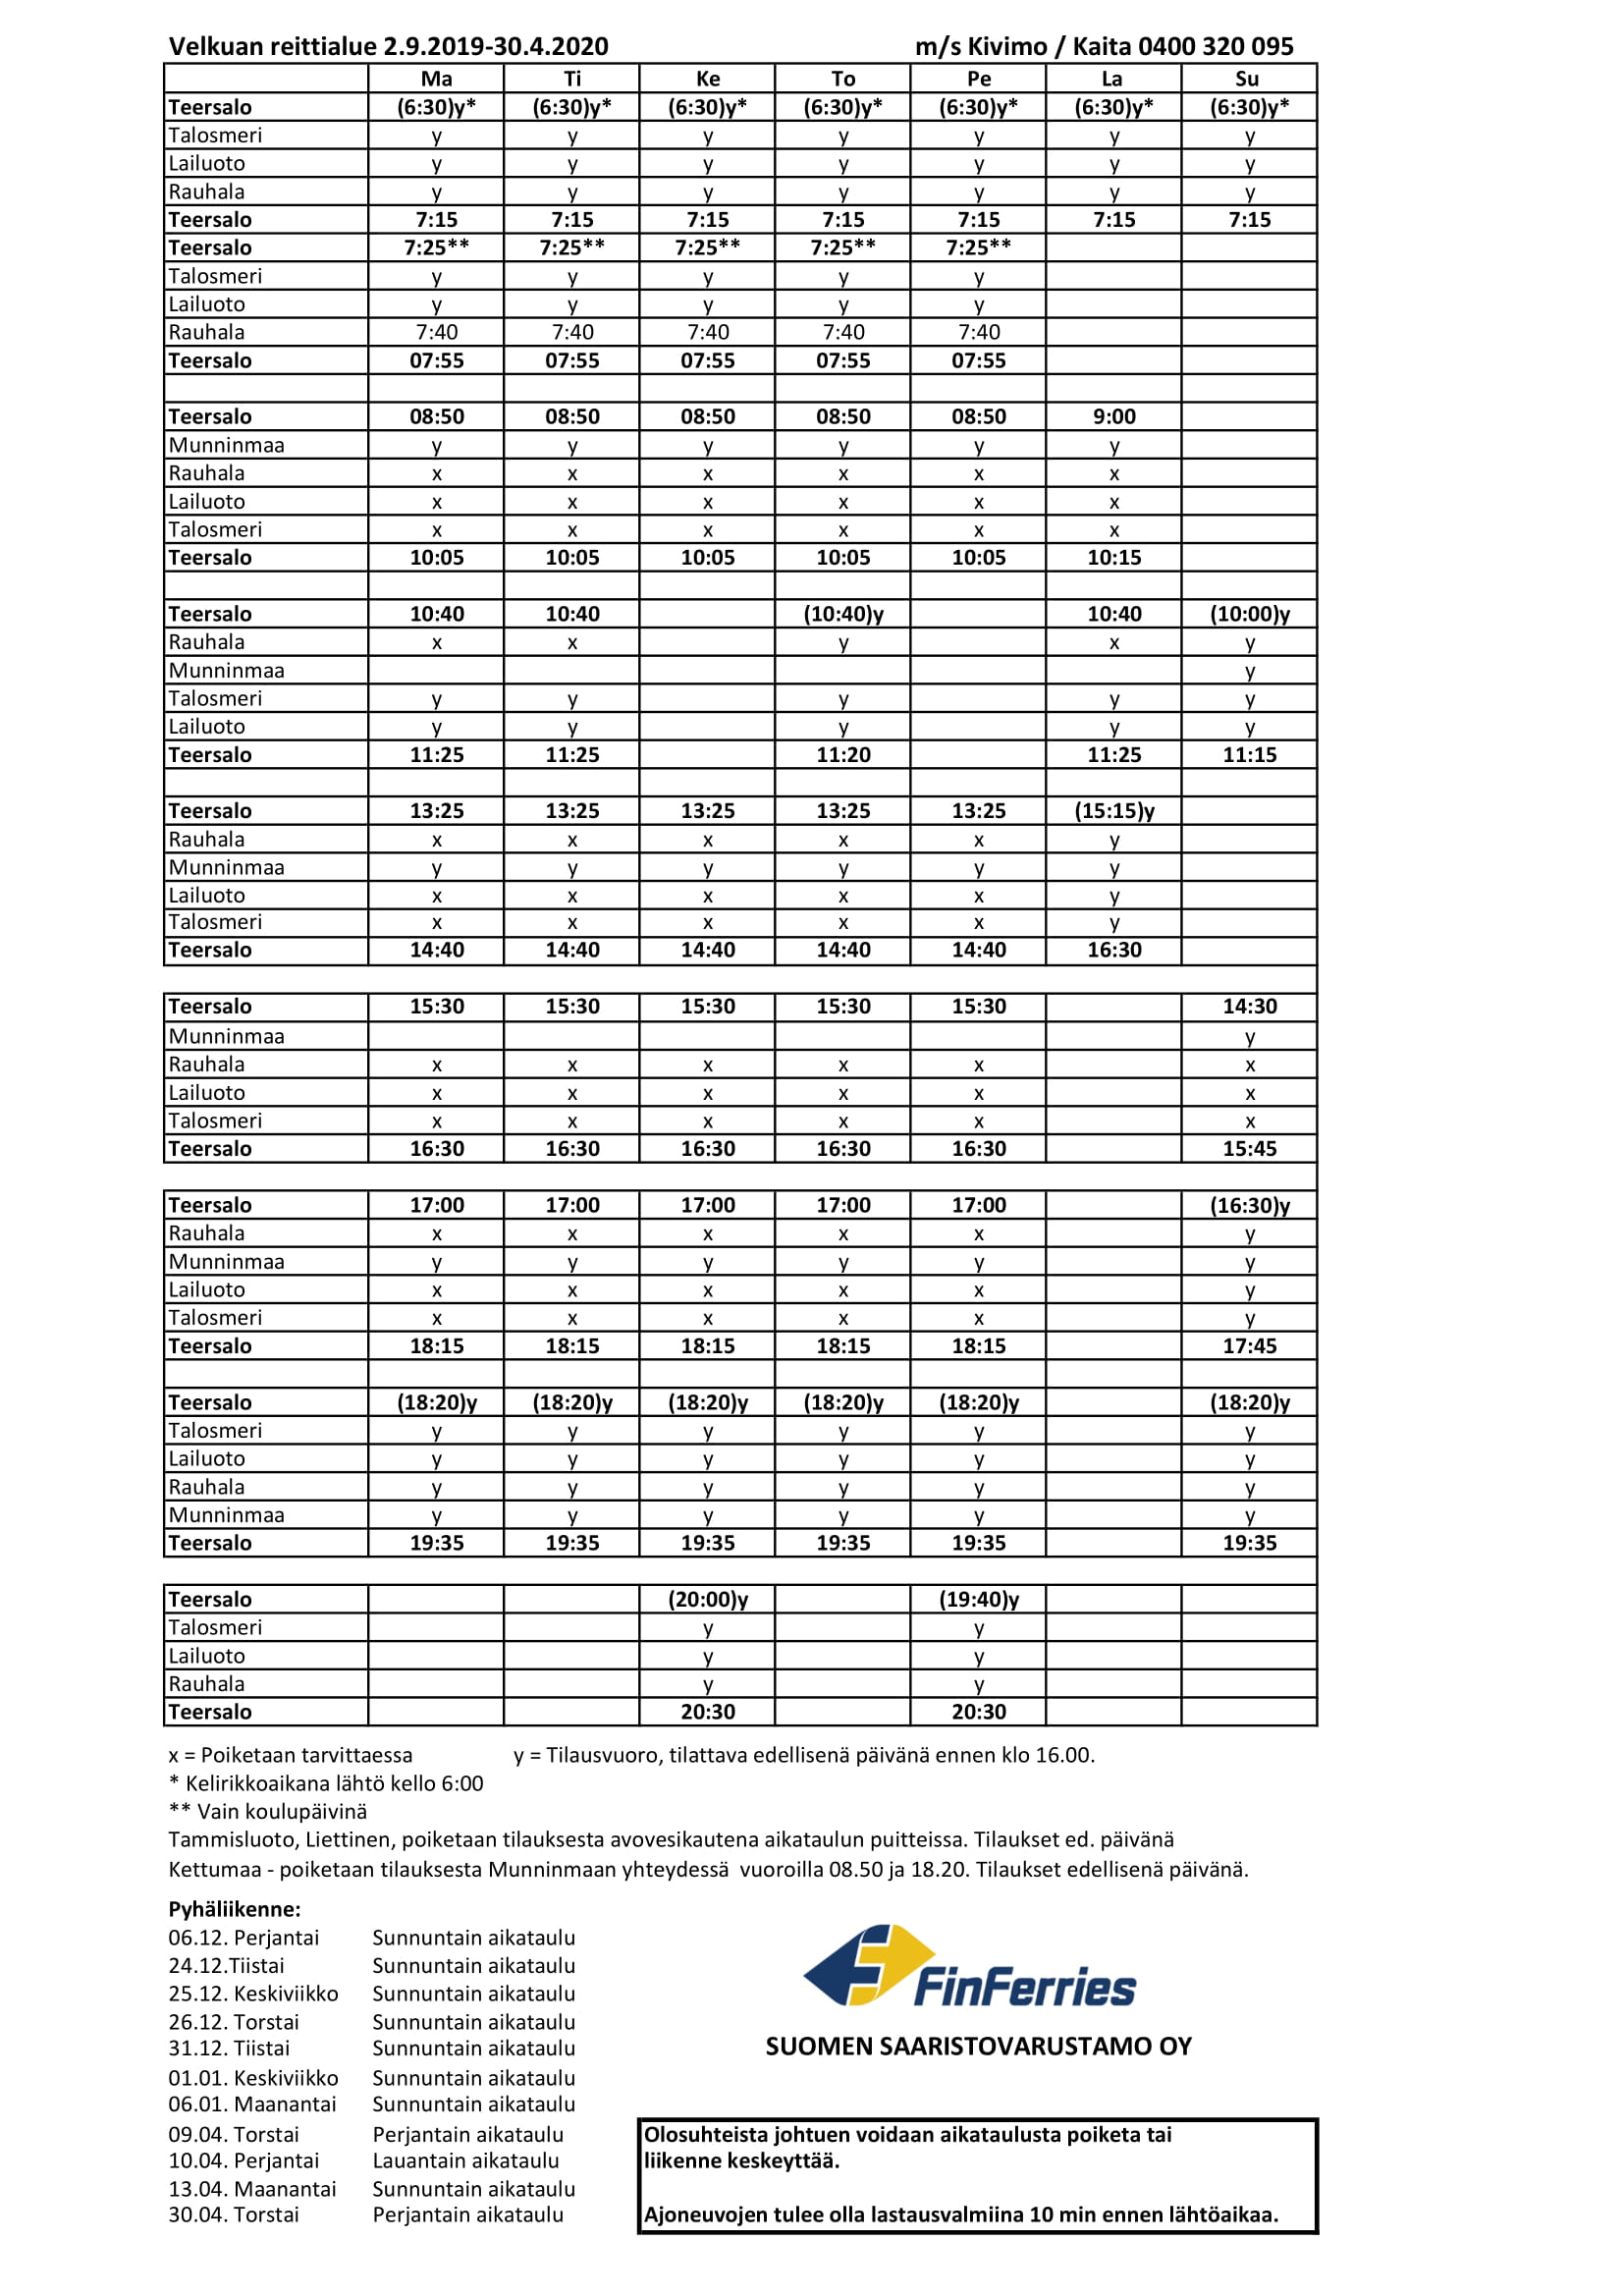 Velkuan reittialue 2.9.2019-30.4.2020 m/s Kivimo / Kaita 0400 320 095
Ma Ti Ke To Pe La Su
Teersalo (6:30)y* (6:30)y* (6:30)y* (6:30)y* (6:30)y* (6:30)y* (6:30)y*
Talosmeri y y y y y y y
Lailuoto y y y y y y y
Rauhala y y y y y y y
Teersalo 7:15 7:15 7:15 7:15 7:15 7:15 7:15
Teersalo 7:25** 7:25** 7:25** 7:25** 7:25**
Talosmeri y y y y y
Lailuoto y y y y y
Rauhala 7:40 7:40 7:40 7:40 7:40
Teersalo 07:55 07:55 07:55 07:55 07:55
Teersalo 08:50 08:50 08:50 08:50 08:50 9:00
Munninmaa y y y y y y
Rauhala x x x x x x
Lailuoto x x x x x x
Talosmeri x x x x x x
Teersalo 10:05 10:05 10:05 10:05 10:05 10:15
Teersalo 10:40 10:40 (10:40)y 10:40 (10:00)y
Rauhala x x y x y
Munninmaa y
Talosmeri y y y y y
Lailuoto y y y y y
Teersalo 11:25 11:25 11:20 11:25 11:15
Teersalo 13:25 13:25 13:25 13:25 13:25 (15:15)y
Rauhala x x x x x y
Munninmaa y y y y y y
Lailuoto x x x x x y
Talosmeri x x x x x y
Teersalo 14:40 14:40 14:40 14:40 14:40 16:30
Teersalo 15:30 15:30 15:30 15:30 15:30 14:30
Munninmaa y
Rauhala x x x x x x
Lailuoto x x x x x x
Talosmeri x x x x x x
Teersalo 16:30 16:30 16:30 16:30 16:30 15:45
Teersalo 17:00 17:00 17:00 17:00 17:00 (16:30)y
Rauhala x x x x x y
Munninmaa y y y y y y
Lailuoto x x x x x y
Talosmeri x x x x x y
Teersalo 18:15 18:15 18:15 18:15 18:15 17:45
Teersalo (18:20)y (18:20)y (18:20)y (18:20)y (18:20)y (18:20)y
Talosmeri y y y y y y
Lailuoto y y y y y y
Rauhala y y y y y y
Munninmaa y y y y y y
Teersalo 19:35 19:35 19:35 19:35 19:35 19:35
Teersalo (20:00)y (19:40)y
Talosmeri y y
Lailuoto y y
Rauhala y y
Teersalo 20:30 20:30
x = Poiketaan tarvittaessa y = Tilausvuoro, tilattava edellisenä päivänä ennen klo 16.00.
* Kelirikkoaikana lähtö kello 6:00
** Vain koulupäivinä
Tammisluoto, Liettinen, poiketaan tilauksesta avovesikautena aikataulun puitteissa. Tilaukset ed. päivänä
Kettumaa - poiketaan tilauksesta Munninmaan yhteydessä vuoroilla 08.50 ja 18.20. Tilaukset edellisenä päivänä.
Pyhäliikenne:
06.12. Perjantai Sunnuntain aikataulu
24.12.Tiistai Sunnuntain aikataulu
25.12. Keskiviikko Sunnuntain aikataulu
26.12. Torstai Sunnuntain aikataulu
31.12. Tiistai Sunnuntain aikataulu
01.01. Keskiviikko Sunnuntain aikataulu
06.01. Maanantai Sunnuntain aikataulu
09.04. Torstai Perjantain aikataulu
10.04. Perjantai Lauantain aikataulu
13.04. Maanantai Sunnuntain aikataulu
30.04. Torstai Perjantain aikataulu
FinFerries
SUOMEN SAARISTOVARUSTAMO OY
Olosuhteista johtuen voidaan aikataulusta poiketa tai
liikenne keskeyttää.
Ajoneuvojen tulee olla lastausvalmiina 10 min ennen lähtöaikaa.